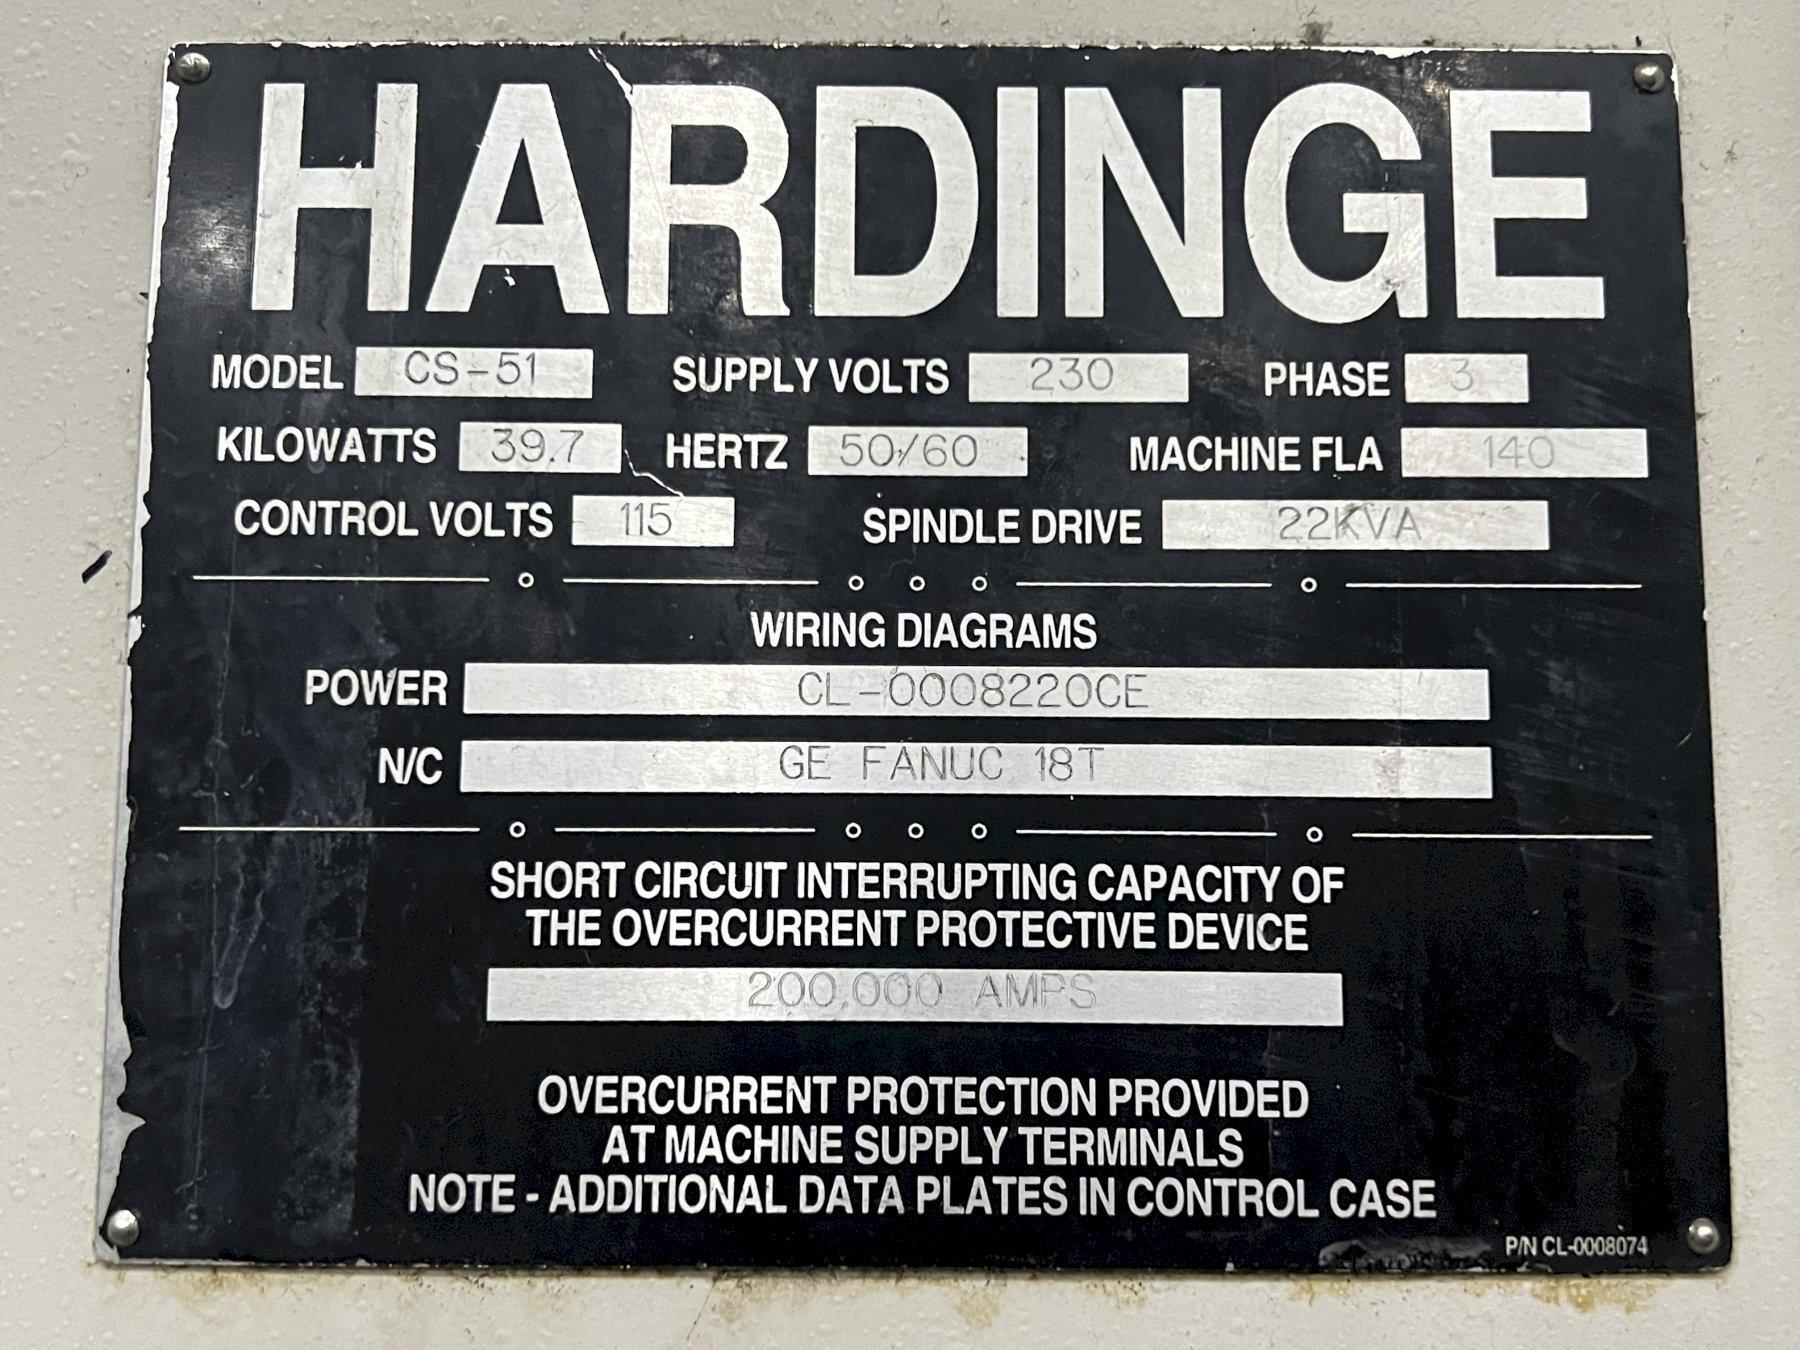 HARDINGE
MODEL CS-51 SUPPLY VOLTS 230 PHASE 3
KILOWATTS 39.7 HERTZ 50/60 MACHINE FLA 140
CONTROL VOLTS 115 SPINDLE DRIVE 22KVA
WIRING DIAGRAMS
POWER CL-0008220CE
N/C GE FANUC 18T
SHORT CIRCUIT INTERRUPTING CAPACITY OF
THE OVERCURRENT PROTECTIVE DEVICE
200,000 AMPS
OVERCURRENT PROTECTION PROVIDED
AT MACHINE SUPPLY TERMINALS
NOTE - ADDITIONAL DATA PLATES IN CONTROL CASE
P/N CL-0008074